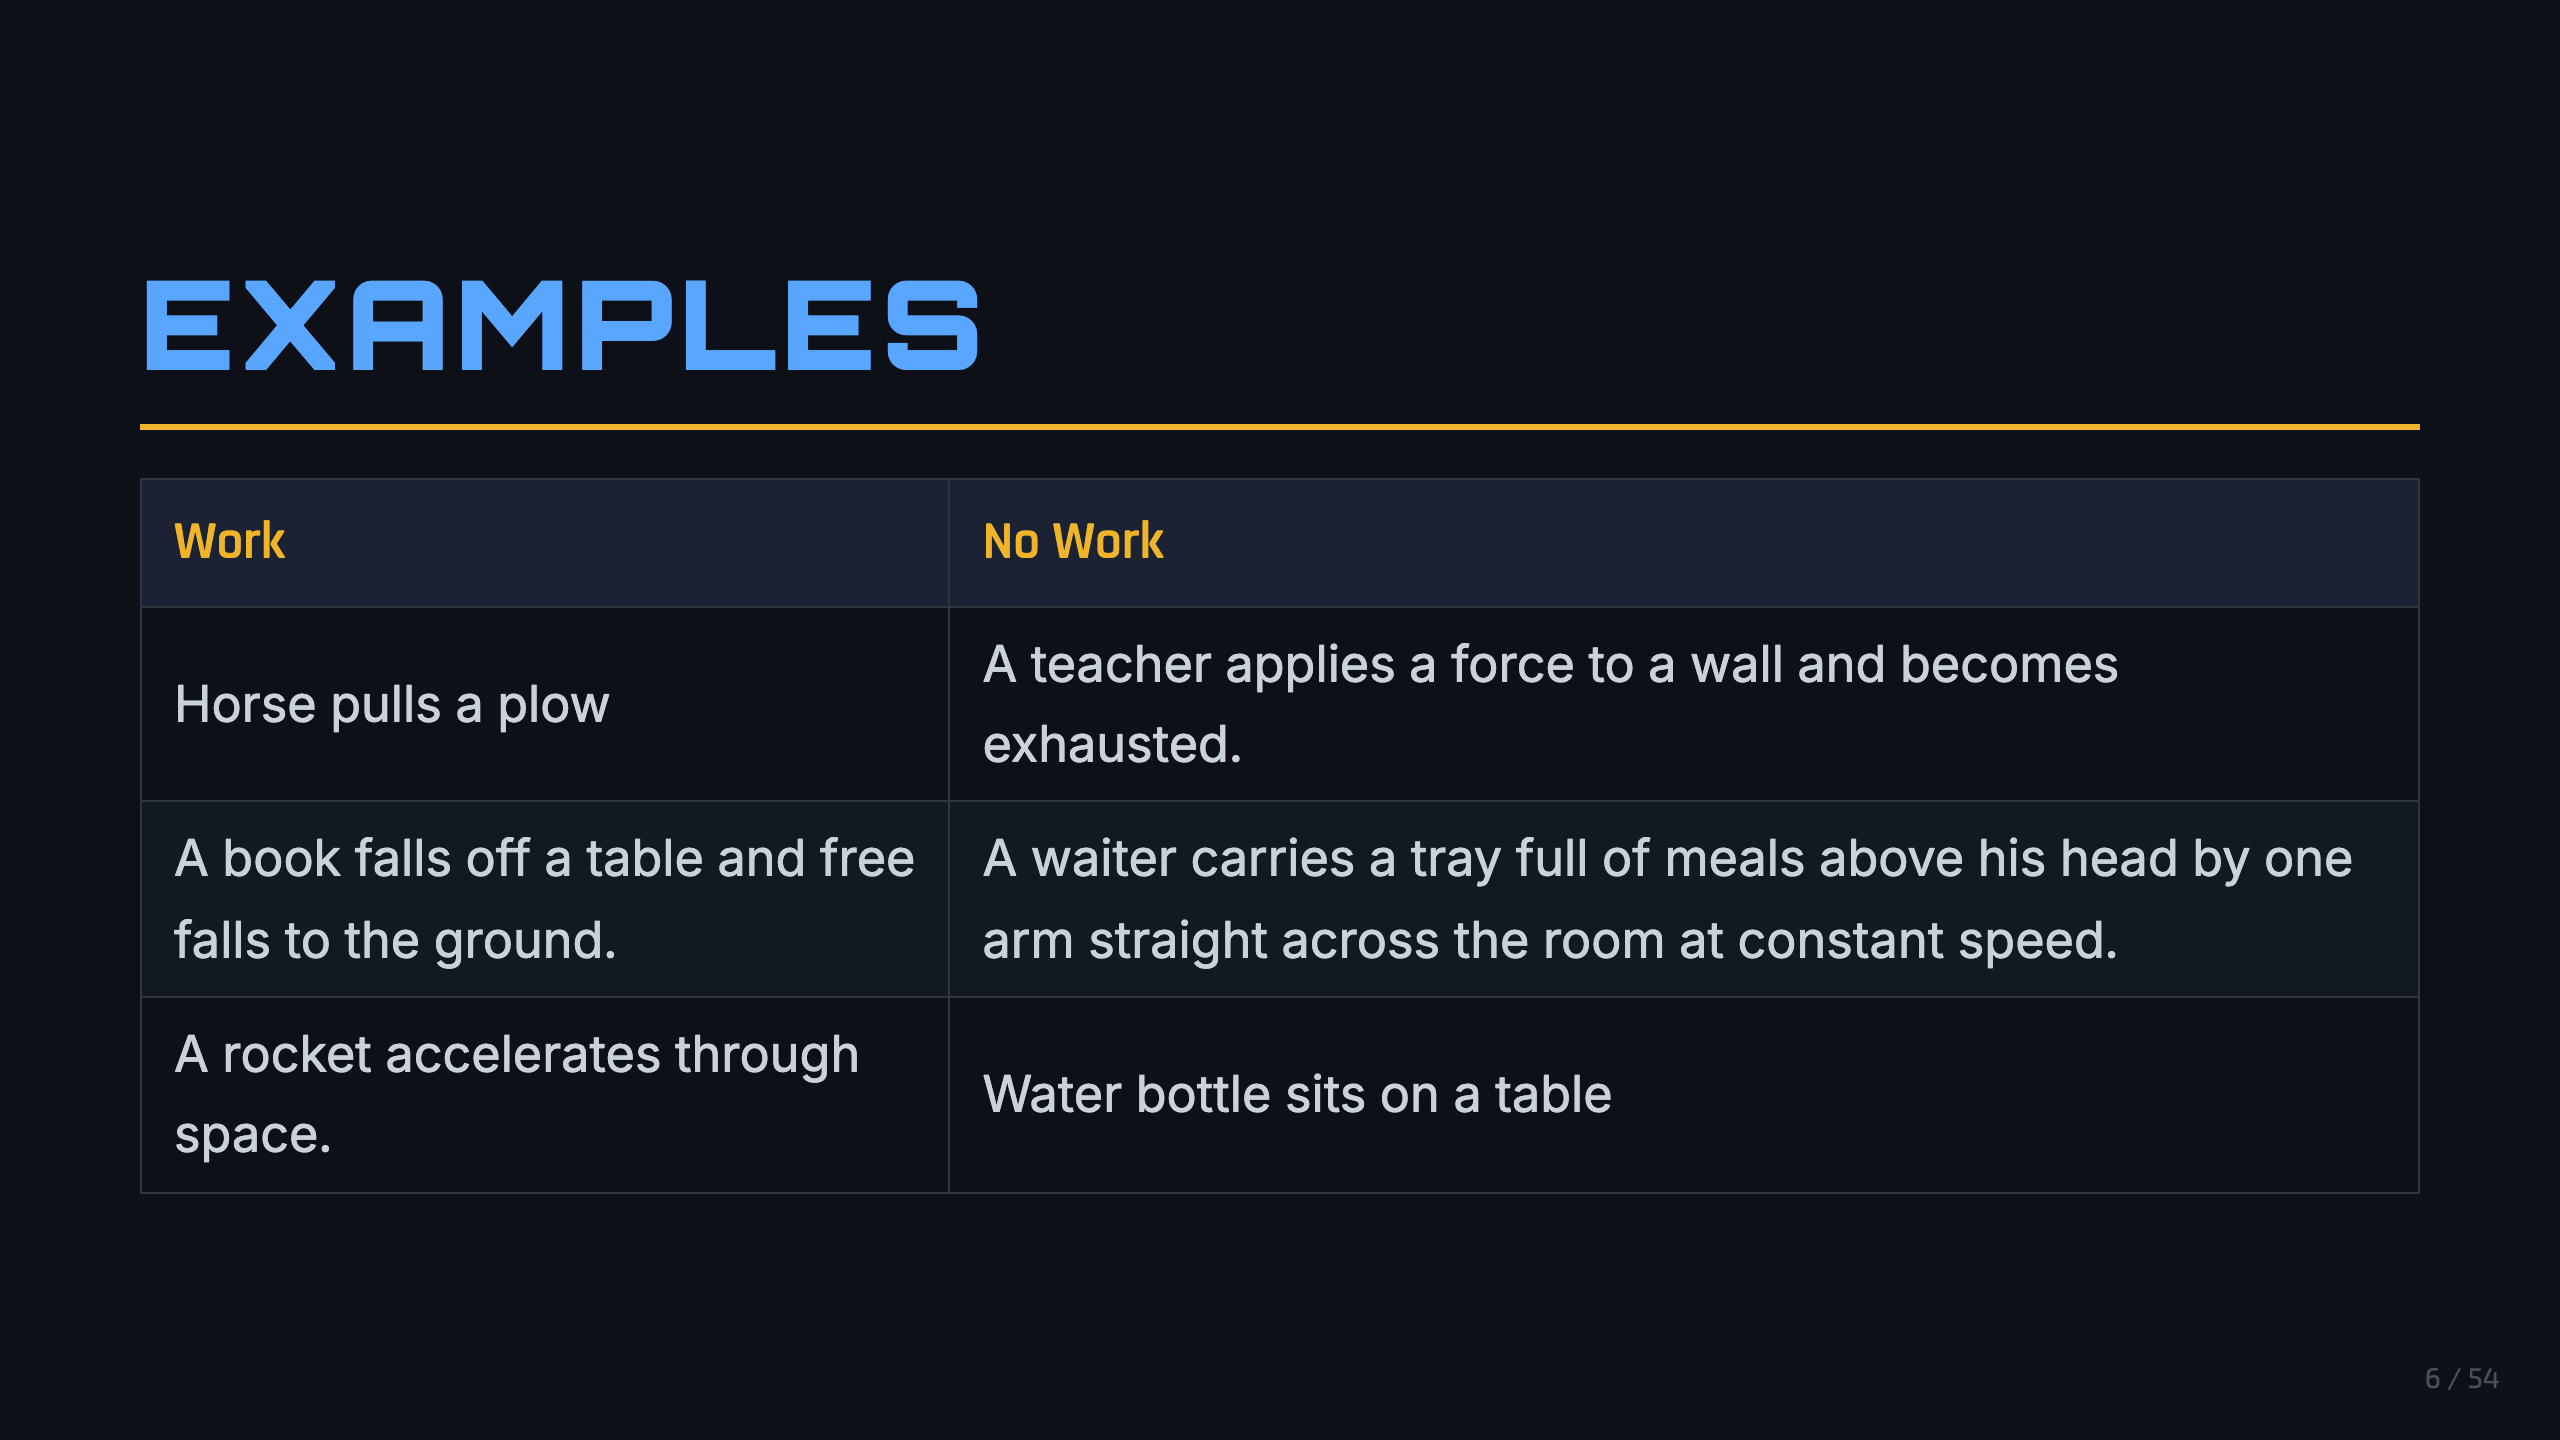 EXAMPLES
Work
No Work
Horse pulls a plow
A teacher applies a force to a wall and becomes
exhausted.
A book falls off a table and free
falls to the ground.
A waiter carries a tray full of meals above his head by one
arm straight across the room at constant speed.
A rocket accelerates through
space.
Water bottle sits on a table
6 / 54